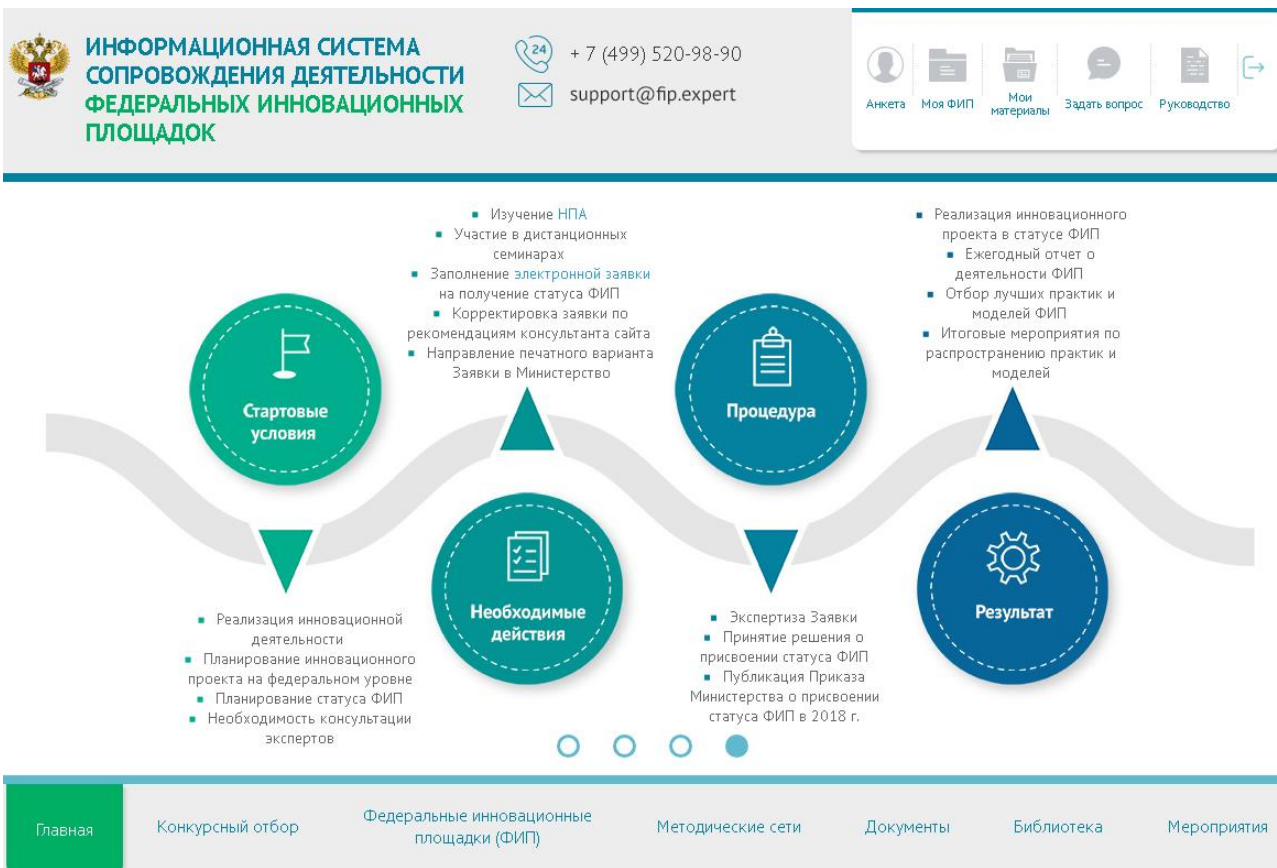 ИНФОРМАЦИОННАЯ СИСТЕМА
СОПРОВОЖДЕНИЯ ДЕЯТЕЛЬНОСТИ
ФЕДЕРАЛЬНЫХ ИННОВАЦИОННЫХ
ПЛОЩАДОК
24
+ 7 (499) 520-98-90
support@fip.expert
Анкета
Моя ФИП
Мои
материалы
Задать вопрос
Руководство
Стартовые
условия
Реализация инновационной
деятельности
Планирование инновационного
проекта на федеральном уровне
Планирование статуса ФИП
Необходимость консультации
экспертов
Изучение НПА
Участие в дистанционных
семинарах
Заполнение электронной заявки
на получение статуса ФИП
Корректировка заявки по
рекомендациям консультанта сайта
Направление печатного варианта
Заявки в Министерство
Необходимые
действия
Процедура
Экспертиза Заявки
Принятие решения о
присвоении статуса ФИП
Публикация Приказа
Министерства о присвоении
статуса ФИП в 2018 г.
Реализация инновационного
проекта в статусе ФИП
Ежегодный отчет о
деятельности ФИП
Отбор лучших практик и
моделей ФИП
Итоговые мероприятия по
распространению практик и
моделей
Результат
Главная
Конкурсный отбор
Федеральные инновационные
площадки (ФИП)
Методические сети
Документы
Библиотека
Мероприятия